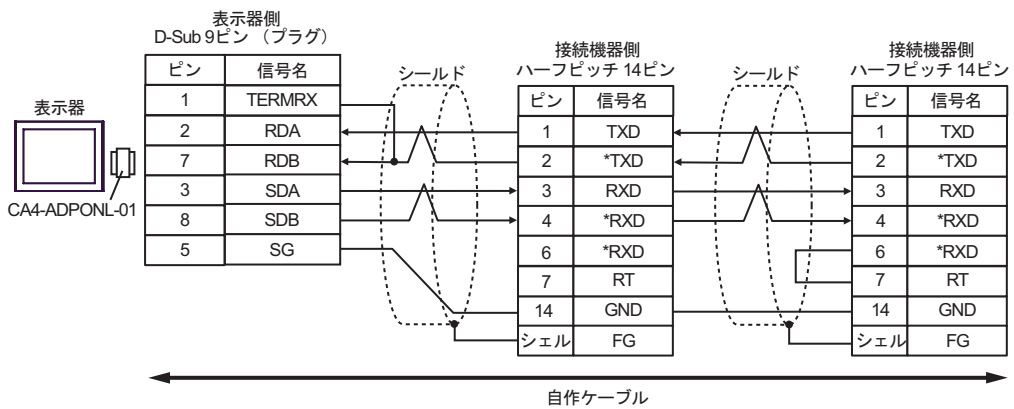 表示器側
D-Sub 9ピン （プラグ）
ピン 信号名
1 TERMRX
2 RDA
7 RDB
3 SDA
8 SDB
5 SG
表示器
CA4-ADPONL-01
シールド
接続機器側
ハーフピッチ 14ピン
ピン 信号名
1 TXD
2 *TXD
3 RXD
4 *RXD
6 *RXD
7 RT
14 GND
シェル FG
シールド
接続機器側
ハーフピッチ 14ピン
ピン 信号名
1 TXD
2 *TXD
3 RXD
4 *RXD
6 *RXD
7 RT
14 GND
シェル FG
自作ケーブル